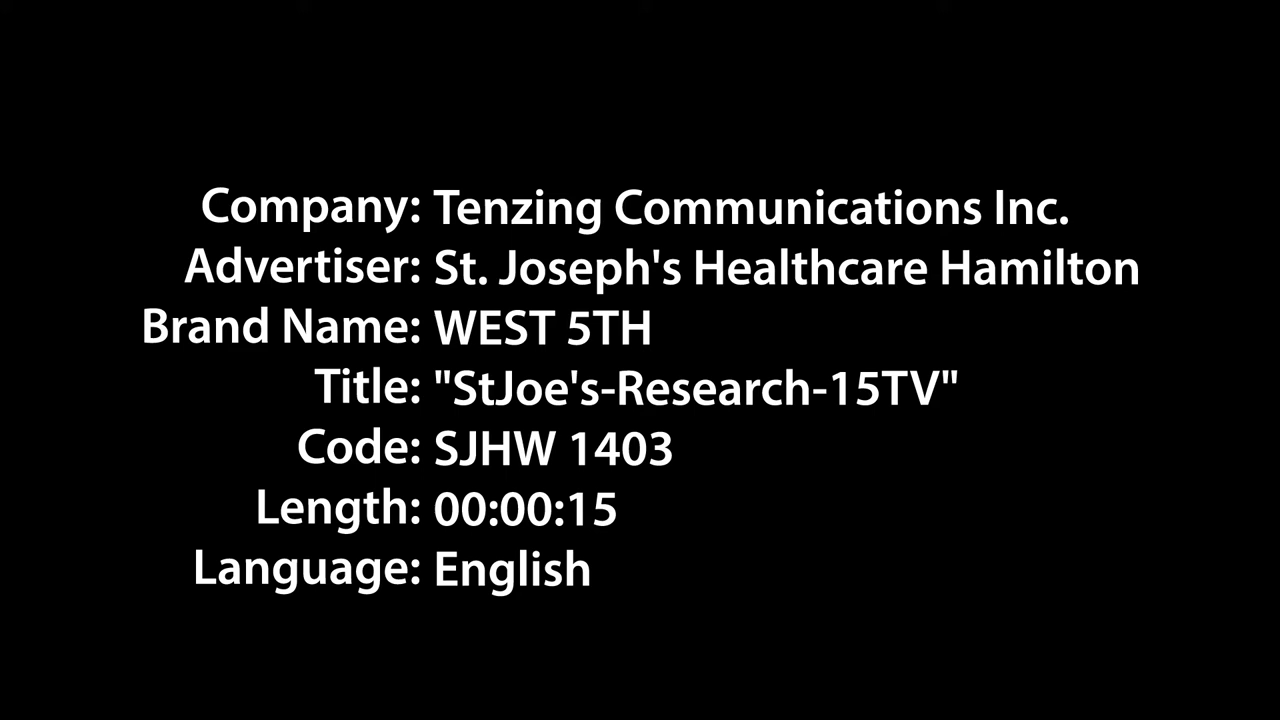 Company: Tenzing Communications Inc.
Advertiser: St. Joseph's Healthcare Hamilton
Brand Name: WEST 5TH
Title: "StJoe's-Research-15TV"
Code: SJHW 1403
Length: 00:00:15
Language: English